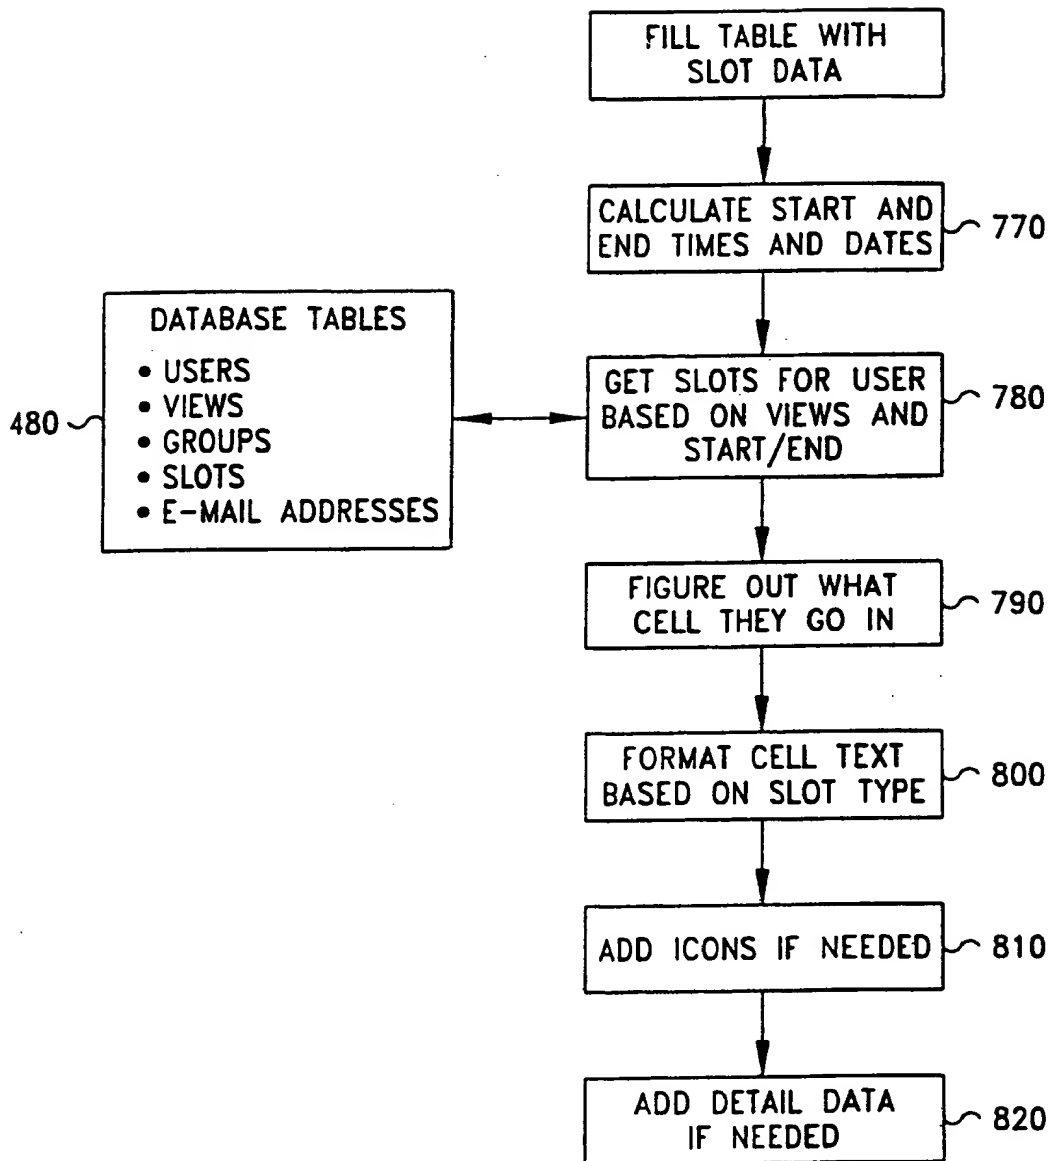 FILL TABLE WITH
SLOT DATA
CALCULATE START AND
END TIMES AND DATES
770
DATABASE TABLES
• USERS
• VIEWS
• GROUPS
• SLOTS
• E-MAIL ADDRESSES
480
GET SLOTS FOR USER
BASED ON VIEWS AND
START/END
780
FIGURE OUT WHAT
CELL THEY GO IN
790
FORMAT CELL TEXT
BASED ON SLOT TYPE
800
ADD ICONS IF NEEDED
810
ADD DETAIL DATA
IF NEEDED
820